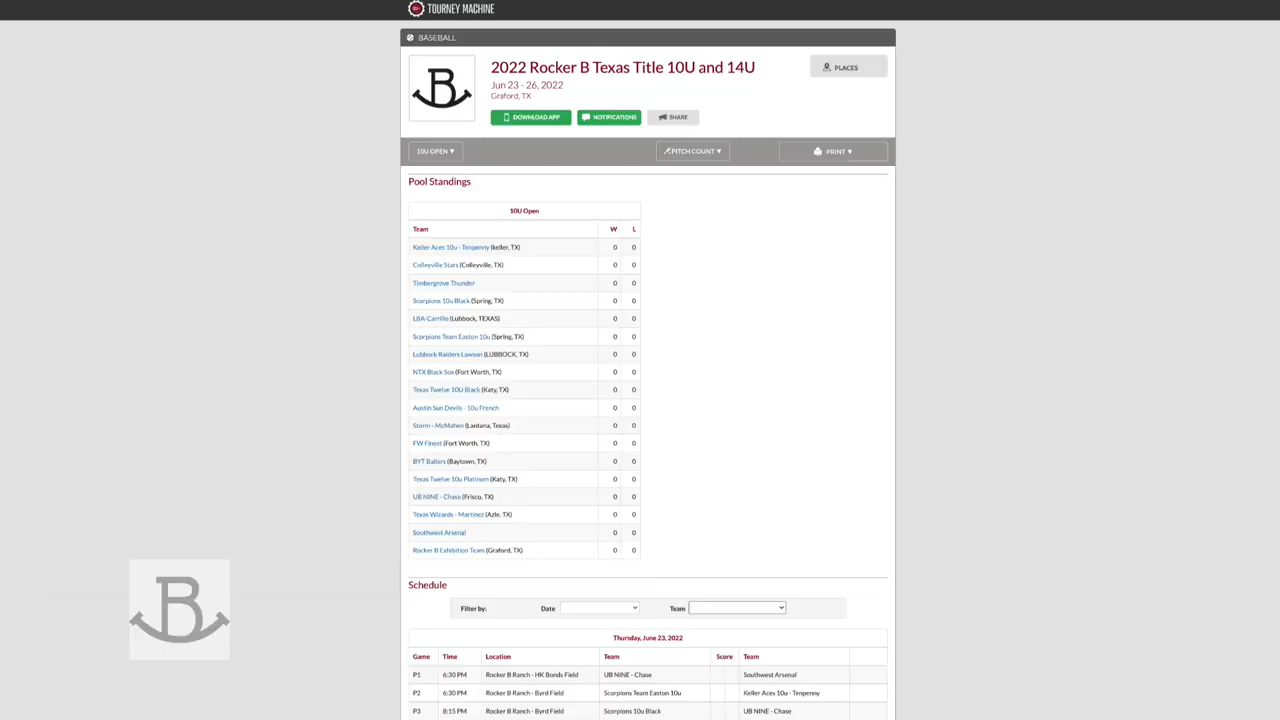 TOURNEY MACHINE
BASEBALL
B
2022 Rocker B Texas Title 10U and 14U
Jun 23 - 26, 2022
Graford, TX
PLACES
DOWNLOAD APP NOTIFICATIONS SHARE
10U OPEN ▼ PITCH COUNT ▼ PRINT ▼
Pool Standings
10U Open
Team W L
Keller Aces 10u - Tenpenny (keller, TX) 0 0
Colleyville Stars (Colleyville, TX) 0 0
Timbergrove Thunder 0 0
Scorpions 10u Black (Spring, TX) 0 0
LBA-Carrillo (Lubbock, TEXAS) 0 0
Scorpions Team Easton 10u (Spring, TX) 0 0
Lubbock Raiders Lawson (LUBBOCK, TX) 0 0
NTX Black Sox (Fort Worth, TX) 0 0
Texas Twelve 10U Black (Katy, TX) 0 0
Austin Sun Devils - 10u French 0 0
Storm - McMahen (Lantana, Texas) 0 0
FW Finest (Fort Worth, TX) 0 0
BYT Ballers (Baytown, TX) 0 0
Texas Twelve 10u Platinum (Katy, TX) 0 0
UB NINE - Chase (Frisco, TX) 0 0
Texas Wizards - Martinez (Azle, TX) 0 0
Southwest Arsenal 0 0
Rocker B Exhibition Team (Graford, TX) 0 0
Schedule
Filter by: Date Team
Thursday, June 23, 2022
Game Time Location Team Score Team
P1 6:30 PM Rocker B Ranch - HK Bonds Field UB NINE - Chase Southwest Arsenal
P2 6:30 PM Rocker B Ranch - Byrd Field Scorpions Team Easton 10u Keller Aces 10u - Tenpenny
P3 8:15 PM Rocker B Ranch - Byrd Field Scorpions 10u Black UB NINE - Chase
B